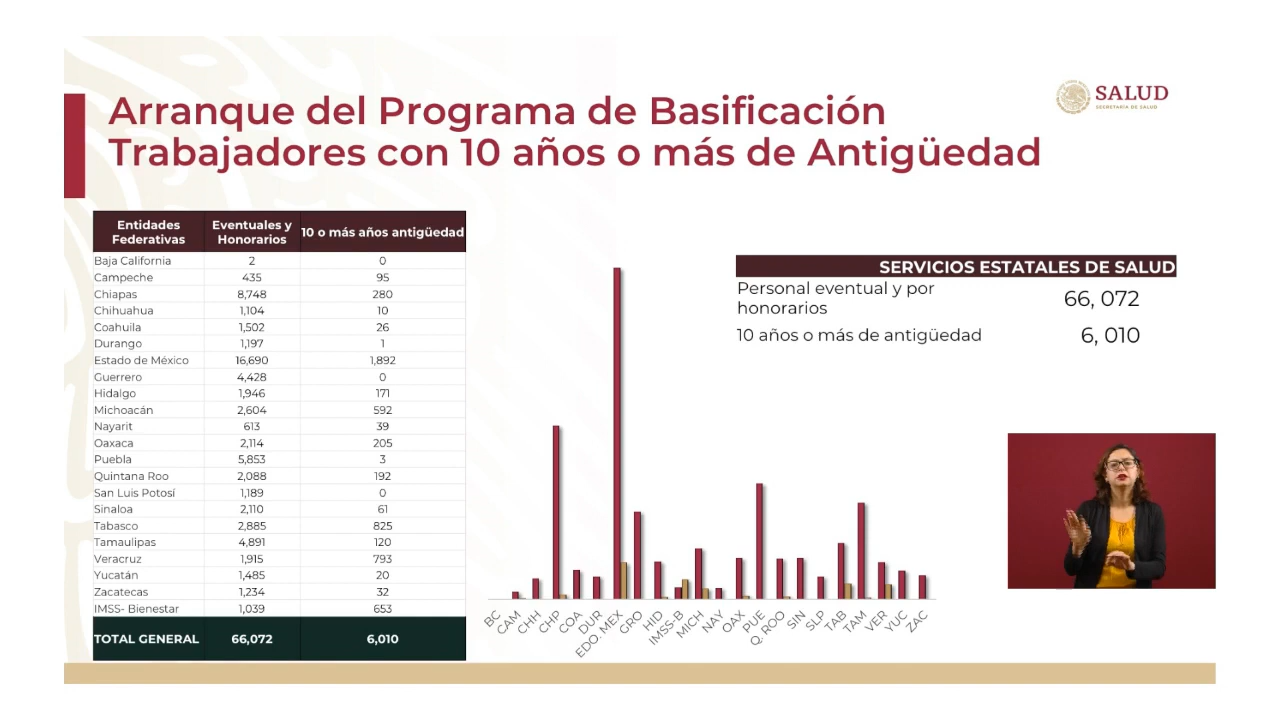 Arranque del Programa de Basificación
Trabajadores con 10 años o más de Antigüedad
SALUD
SECRETARÍA DE SALUD
Entidades Federativas | Eventuales y Honorarios | 10 o más años antigüedad
Baja California 2 0
Campeche 435 95
Chiapas 8,748 280
Chihuahua 1,104 10
Coahuila 1,502 26
Durango 1,197 1
Estado de México 16,690 1,892
Guerrero 4,428 0
Hidalgo 1,946 171
Michoacán 2,604 592
Nayarit 613 39
Oaxaca 2,114 205
Puebla 5,853 3
Quintana Roo 2,088 192
San Luis Potosí 1,189 0
Sinaloa 2,110 61
Tabasco 2,885 825
Tamaulipas 4,891 120
Veracruz 1,915 793
Yucatán 1,485 20
Zacatecas 1,234 32
IMSS- Bienestar 1,039 653
TOTAL GENERAL 66,072 6,010
BC CAM CHH CHP COA DUR EDO. MEX GRO HID IMSS-B MICH NAY OAX PUE Q. ROO SIN SLP TAB TAM VER YUC ZAC
SERVICIOS ESTATALES DE SALUD
Personal eventual y por
honorarios 66, 072
10 años o más de antigüedad 6, 010